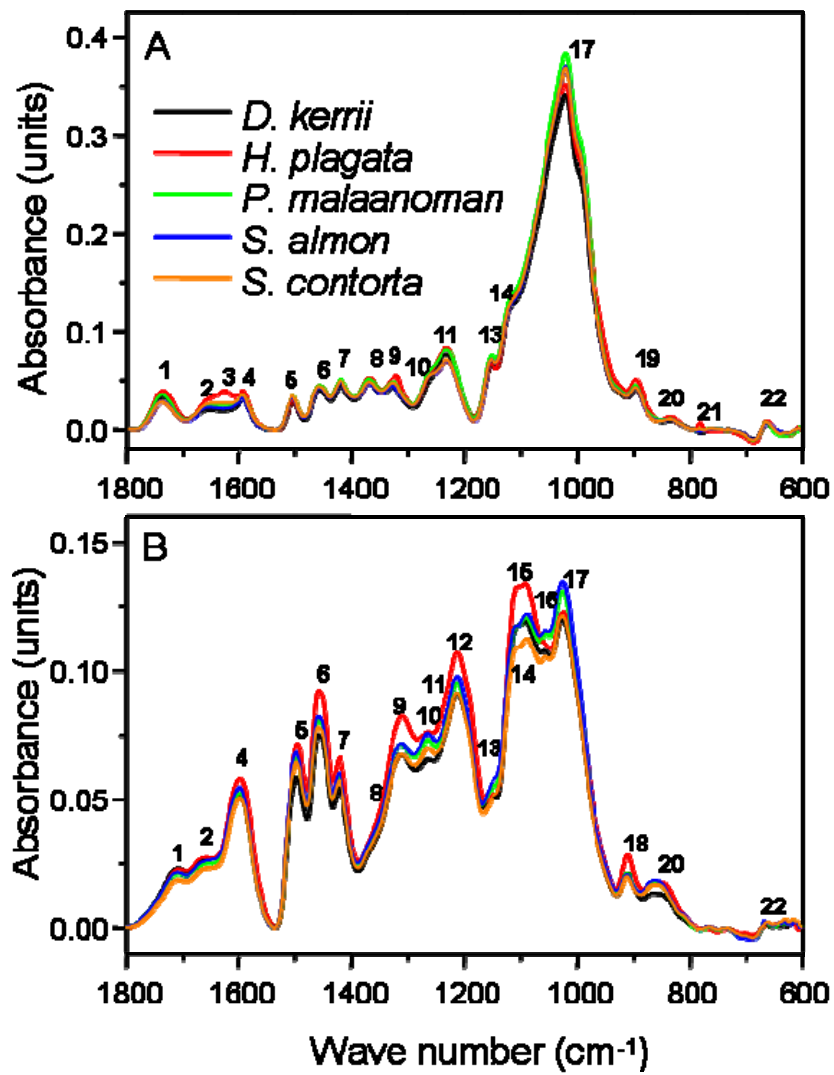 A
0.4
0.3
0.2
0.1
0.0
Absorbance (units)
D. kerrii
H. plagata
P. malaanoman
S. almon
S. contorta
1 2 3 4 5 6 7 8 9 10 11 13 14 17 19 20 21 22
1800 1600 1400 1200 1000 800 600
B
0.15
0.10
0.05
0.00
Absorbance (units)
1 2 4 5 6 7 8 9 10 11 12 13 14 15 16 17 18 20 22
1800 1600 1400 1200 1000 800 600
Wave number (cm-1)